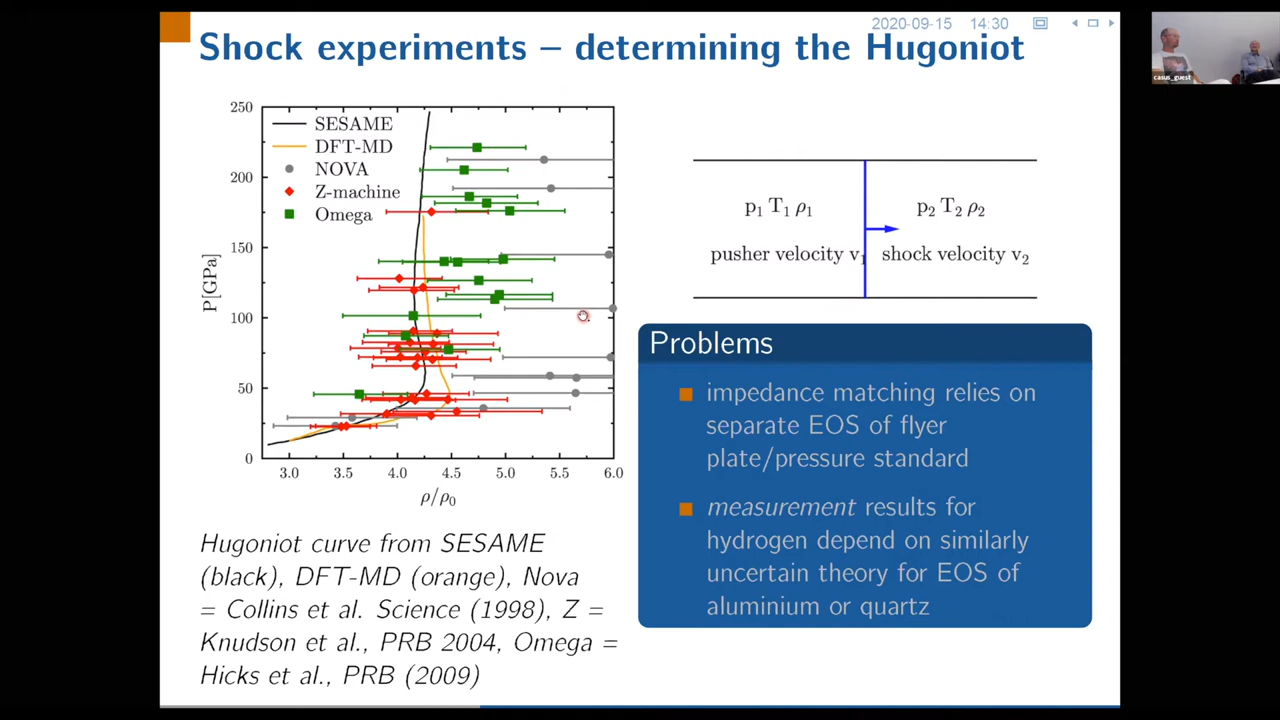 2020-09-15 14:30
Shock experiments – determining the Hugoniot
casus_guest
250
200
150
100
50
0
P[GPa]
SESAME
DFT-MD
NOVA
Z-machine
Omega
3.0 3.5 4.0 4.5 5.0 5.5 6.0
ρ/ρ₀
Hugoniot curve from SESAME
(black), DFT-MD (orange), Nova
= Collins et al. Science (1998), Z =
Knudson et al., PRB 2004, Omega =
Hicks et al., PRB (2009)
p₁ T₁ ρ₁ p₂ T₂ ρ₂
pusher velocity v₁ shock velocity v₂
Problems
impedance matching relies on
separate EOS of flyer
plate/pressure standard
measurement results for
hydrogen depend on similarly
uncertain theory for EOS of
aluminium or quartz